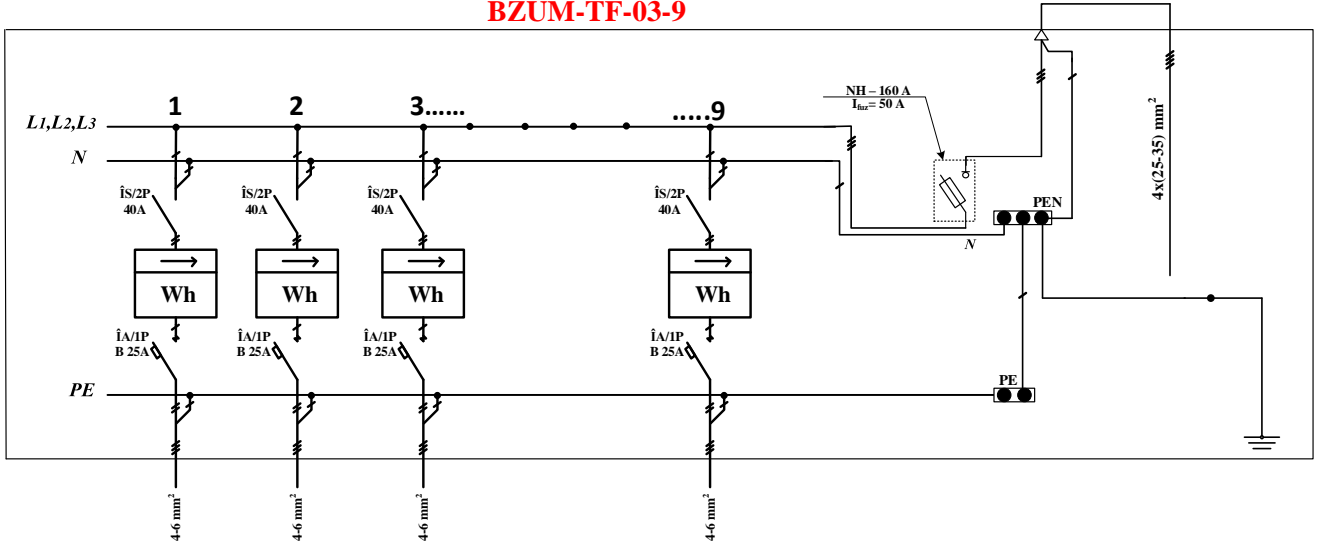 BZUM-TF-03-9
1 2 3...... .....9
NH – 160 A
Ifuz= 50 A
L1,L2,L3
N
4x(25-35) mm²
ÎS/2P
40A
ÎS/2P
40A
ÎS/2P
40A
ÎS/2P
40A
PEN
N
Wh
Wh
Wh
Wh
ÎA/1P
B 25A
ÎA/1P
B 25A
ÎA/1P
B 25A
ÎA/1P
B 25A
PE
PE
4-6 mm²
4-6 mm²
4-6 mm²
4-6 mm²